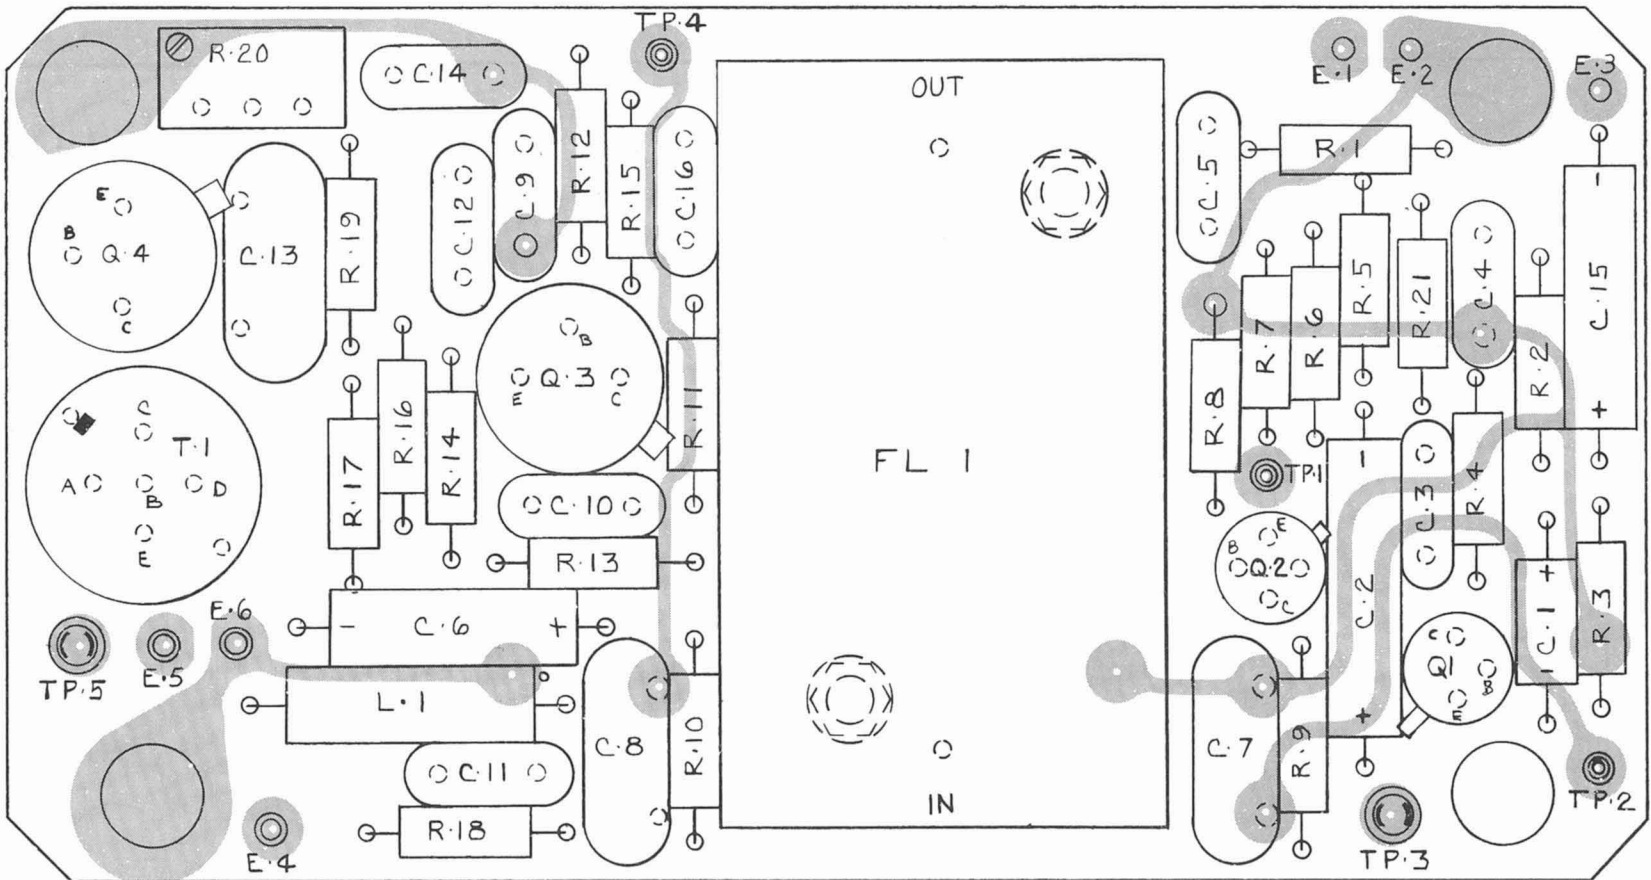 TP.4
R.20
C.14
OUT
E.1
E.2
E.3
R.12
R.15
C.16
C.9
C.12
C.5
R.1
-
E
B
Q.4
C
C.13
R.19
R.5
R.21
C.4
C.15
R.7
R.6
R.2
R.8
+
B
Q.3
E
C
R.11
R.16
R.14
R.17
C
T.1
A
B
D
E
FL 1
TP.1
-
C.3
R.4
C.10
R.13
E
B
Q.2
C
C.2
+
C.1
-
R.3
E.6
- C.6 +
C
Q1
B
E
TP.5
E.5
L.1
C.8
R.10
C.7
R.9
+
C.11
IN
TP.2
R.18
E.4
TP.3